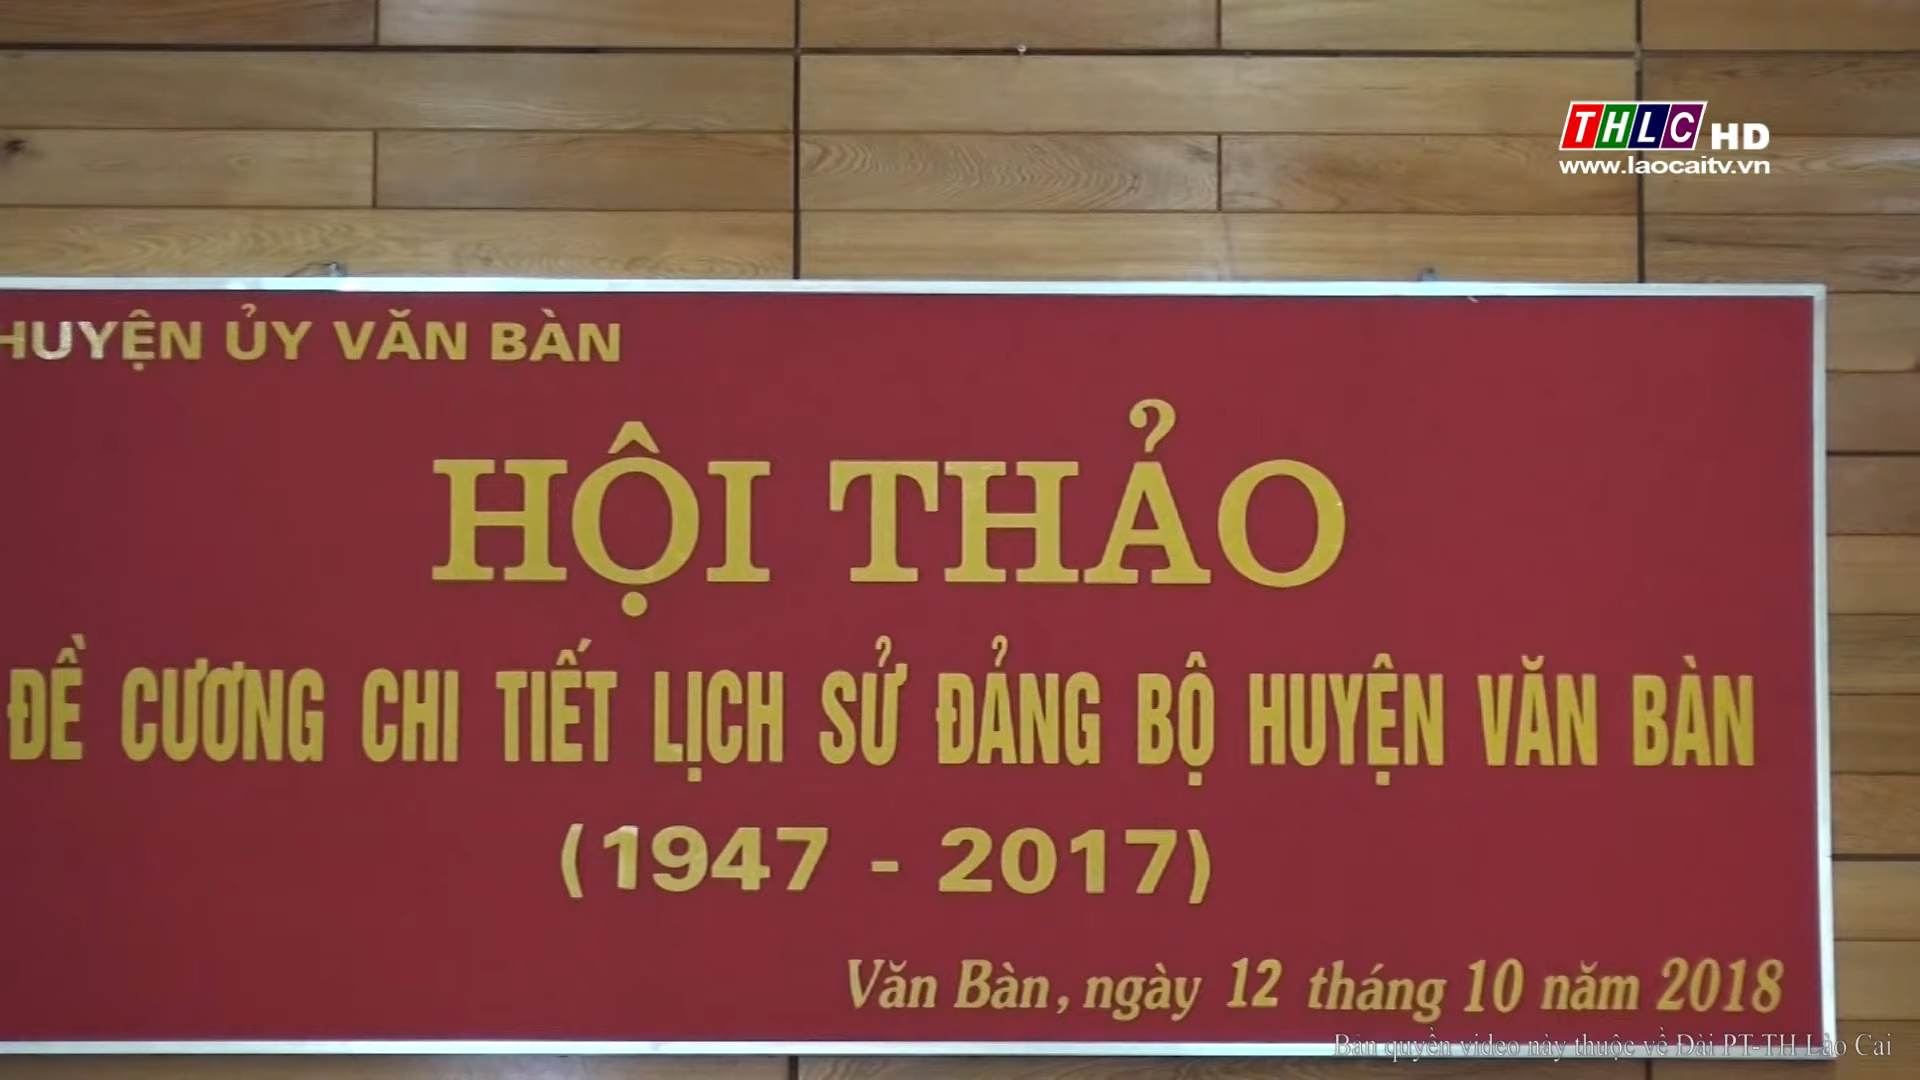 THLC HD
www.laocaitv.vn
HUYỆN ỦY VĂN BÀN
HỘI THẢO
ĐỀ CƯƠNG CHI TIẾT LỊCH SỬ ĐẢNG BỘ HUYỆN VĂN BÀN
(1947 - 2017)
Văn Bàn, ngày 12 tháng 10 năm 2018
Bản quyền video này thuộc về Đài PT-TH Lào Cai